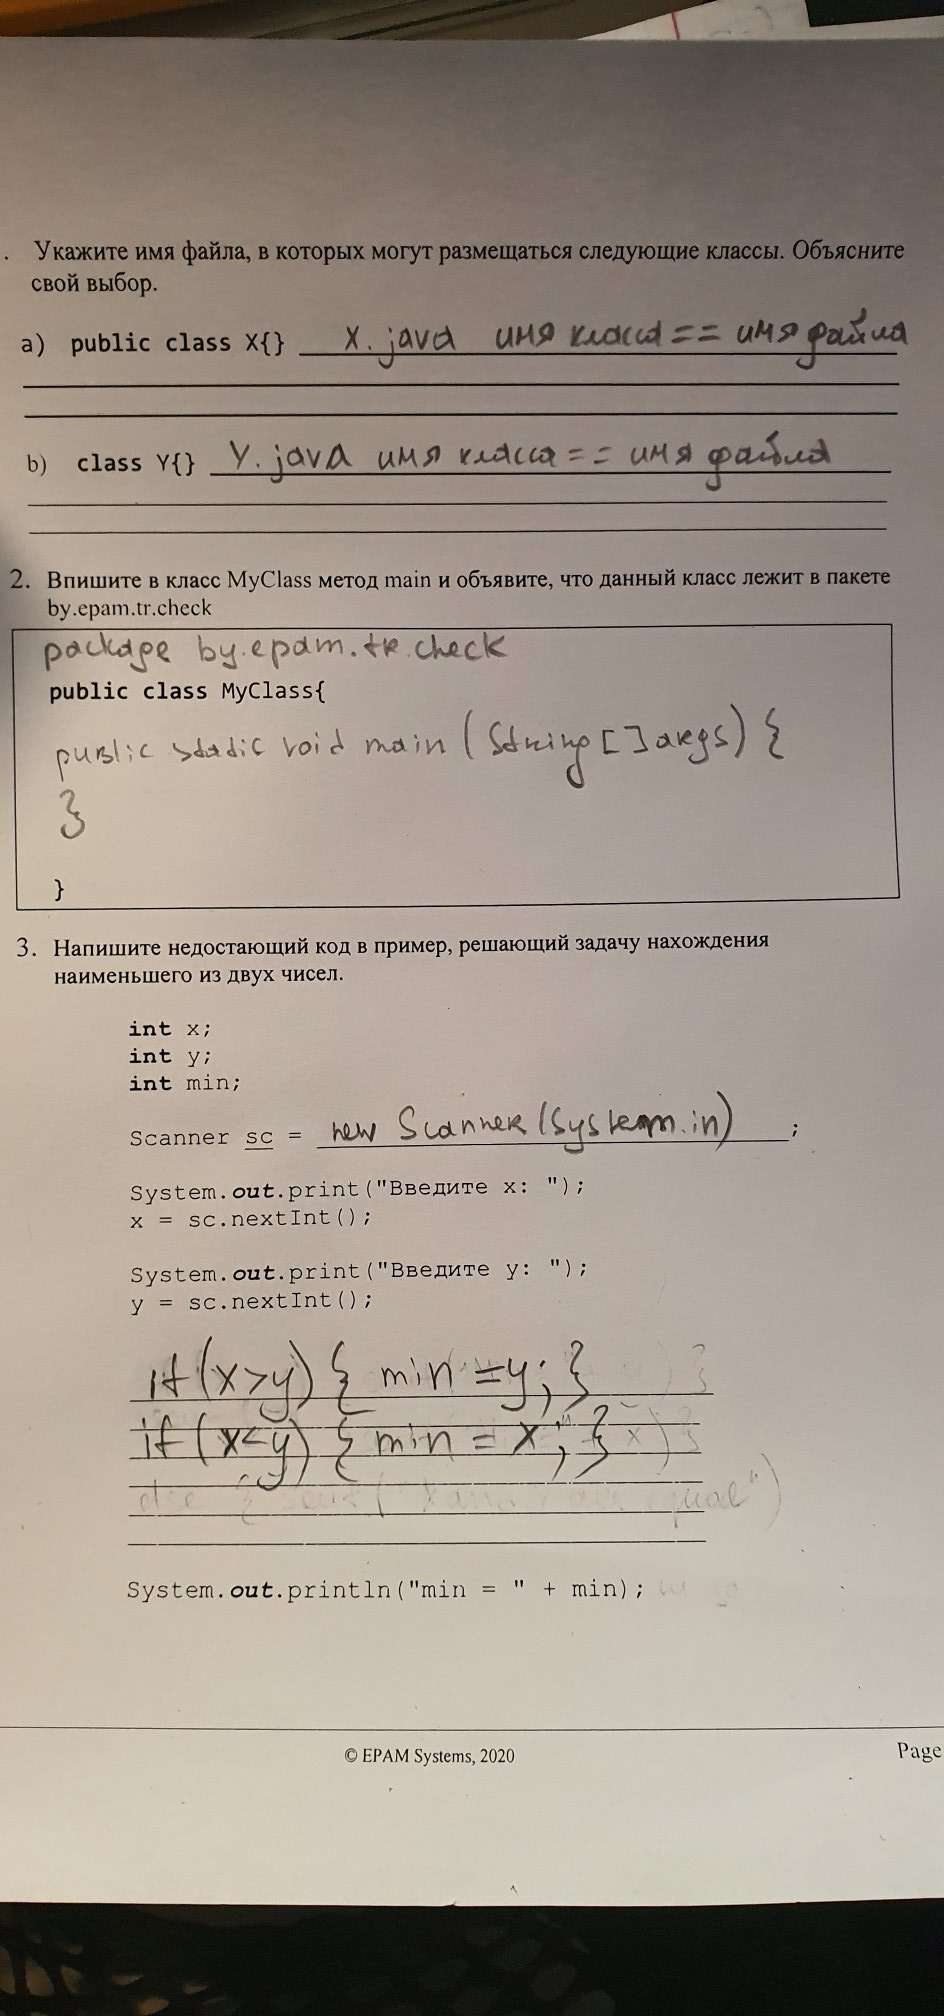 . Укажите имя файла, в которых могут размещаться следующие классы. Объясните
свой выбор.
a) public class X{} X.java имя класса == имя файла
b) class Y{} Y.java имя класса == имя файла
2. Впишите в класс MyClass метод main и объявите, что данный класс лежит в пакете
by.epam.tr.check
package by.epam.tr.check
public class MyClass{
public static void main (String []args) {
}
}
3. Напишите недостающий код в пример, решающий задачу нахождения
наименьшего из двух чисел.
int x;
int y;
int min;
Scanner sc = new Scanner (System.in) ;
System.out.print("Введите x: ");
x = sc.nextInt();
System.out.print("Введите y: ");
y = sc.nextInt();
if (x>y) { min =y; }
if (x<y) { min = x; }
System.out.println("min = " + min);
© EPAM Systems, 2020
Page